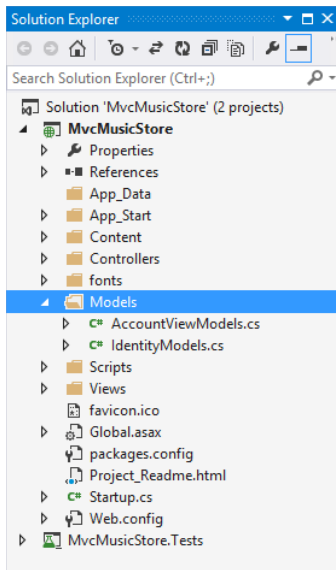 Solution Explorer
Search Solution Explorer (Ctrl+;)
Solution 'MvcMusicStore' (2 projects)
MvcMusicStore
Properties
References
App_Data
App_Start
Content
Controllers
fonts
Models
C# AccountViewModels.cs
C# IdentityModels.cs
Scripts
Views
favicon.ico
Global.asax
packages.config
Project_Readme.html
C# Startup.cs
Web.config
MvcMusicStore.Tests